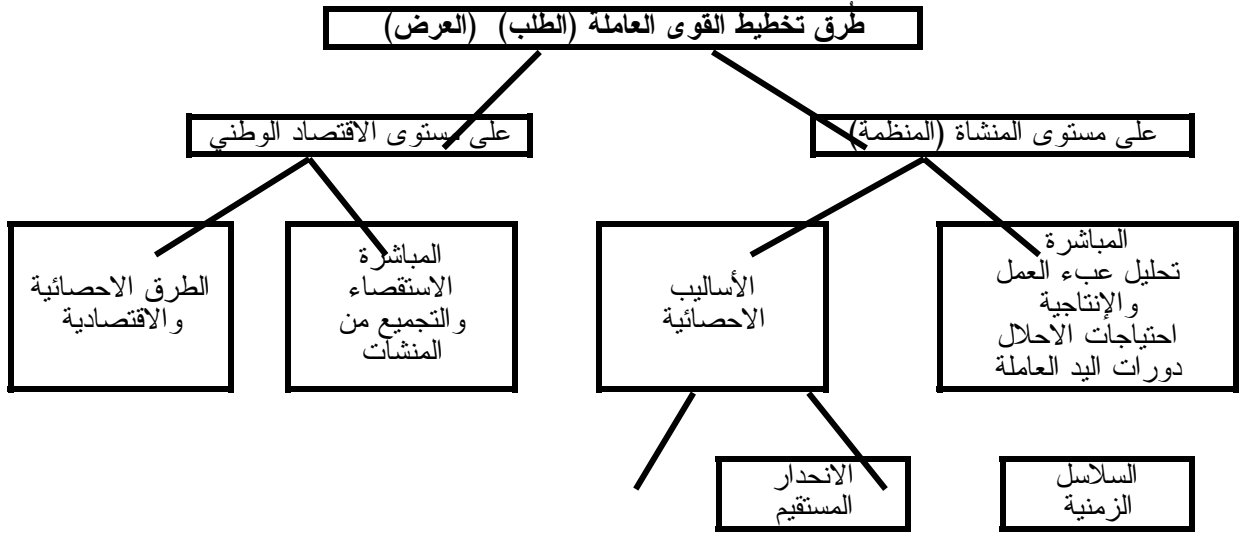 طُرق تخطيط القوى العاملة (الطلب) (العرض)
على مستوى المنشاة (المنظمة)
على مستوى الاقتصاد الوطني
المباشرة
تحليل عبء العمل
والإنتاجية
احتياجات الاحلال
دورات اليد العاملة
الأساليب
الاحصائية
المباشرة
الاستقصاء
والتجميع من
المنشات
الطرق الاحصائية
والاقتصادية
السلاسل
الزمنية
الانحدار
المستقيم